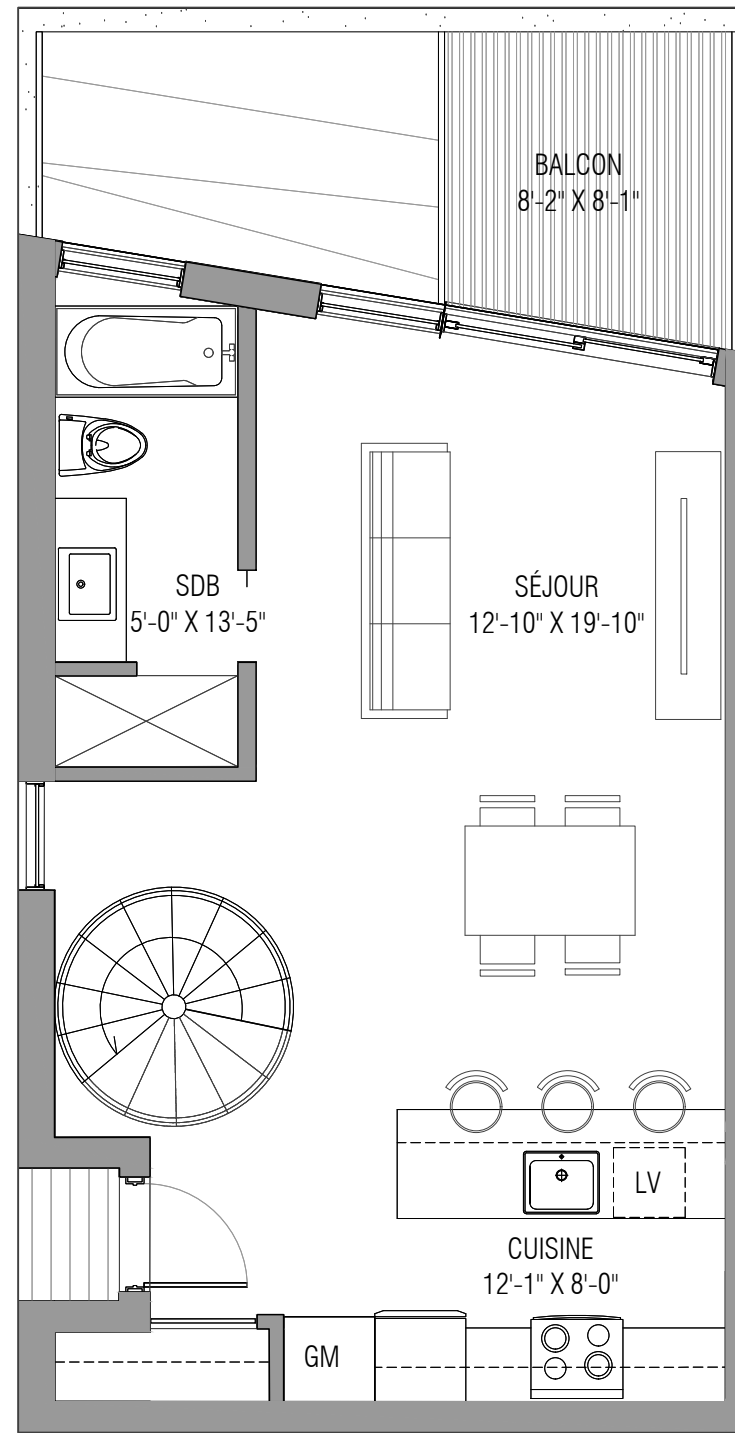 BALCON
8'-2" X 8'-1"
SDB
5'-0" X 13'-5"
SÉJOUR
12'-10" X 19'-10"
LV
CUISINE
12'-1" X 8'-0"
GM